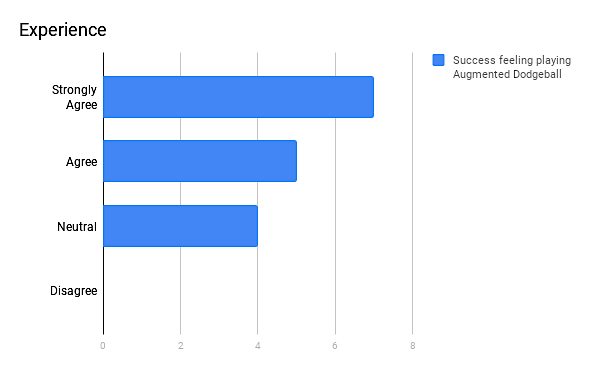 Experience
Success feeling playing
Augmented Dodgeball
Strongly
Agree
Agree
Neutral
Disagree
0 2 4 6 8